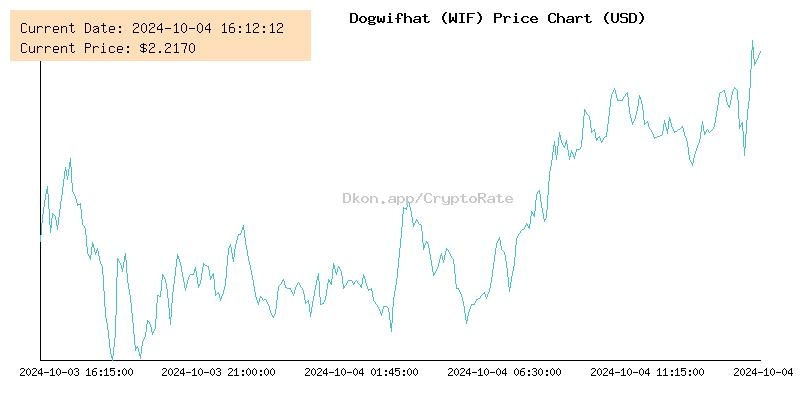 Dogwifhat (WIF) Price Chart (USD)
Current Date: 2024-10-04 16:12:12
Current Price: $2.2170
Dkon.app/CryptoRate
2024-10-03 16:15:00
2024-10-03 21:00:00
2024-10-04 01:45:00
2024-10-04 06:30:00
2024-10-04 11:15:00
2024-10-04